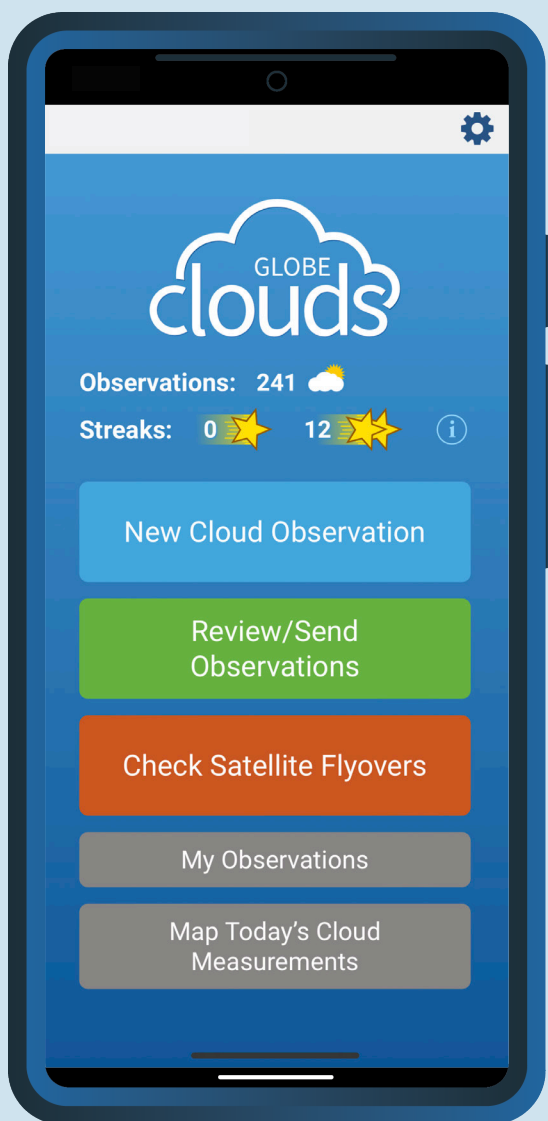 GLOBE
clouds
Observations: 241
Streaks: 0 12 i
New Cloud Observation
Review/Send
Observations
Check Satellite Flyovers
My Observations
Map Today’s Cloud
Measurements